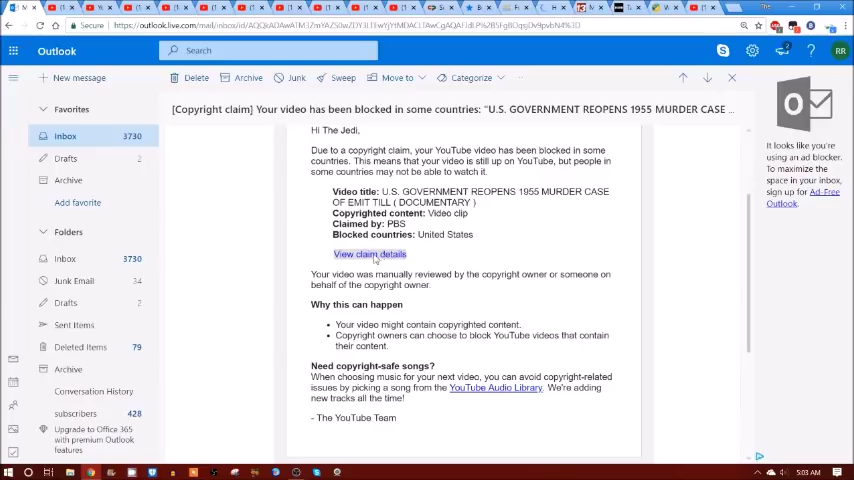 Secure
https://outlook.live.com/mail/inbox/id/
Outlook
Search
RR
New message
Delete
Archive
Junk
Sweep
Move to
Categorize
Favorites
Inbox 3730
Drafts 2
Archive
Add favorite
Folders
Inbox 3730
Junk Email 34
Drafts 2
Sent Items
Deleted Items 79
Archive
Conversation History
subscribers 428
Upgrade to Office 365
with premium Outlook
features
[Copyright claim] Your video has been blocked in some countries: "U.S. GOVERNMENT REOPENS 1955 MURDER CASE ...
Hi The Jedi,
Due to a copyright claim, your YouTube video has been blocked in some
countries. This means that your video is still up on YouTube, but people in
some countries may not be able to watch it.
Video title: U.S. GOVERNMENT REOPENS 1955 MURDER CASE
OF EMIT TILL ( DOCUMENTARY )
Copyrighted content: Video clip
Claimed by: PBS
Blocked countries: United States
View claim details
Your video was manually reviewed by the copyright owner or someone on
behalf of the copyright owner.
Why this can happen
• Your video might contain copyrighted content.
• Copyright owners can choose to block YouTube videos that contain
their content.
Need copyright-safe songs?
When choosing music for your next video, you can avoid copyright-related
issues by picking a song from the YouTube Audio Library. We're adding
new tracks all the time!
- The YouTube Team
It looks like you're
using an ad blocker.
To maximize the
space in your inbox,
sign up for Ad-Free
Outlook.
5:03 AM